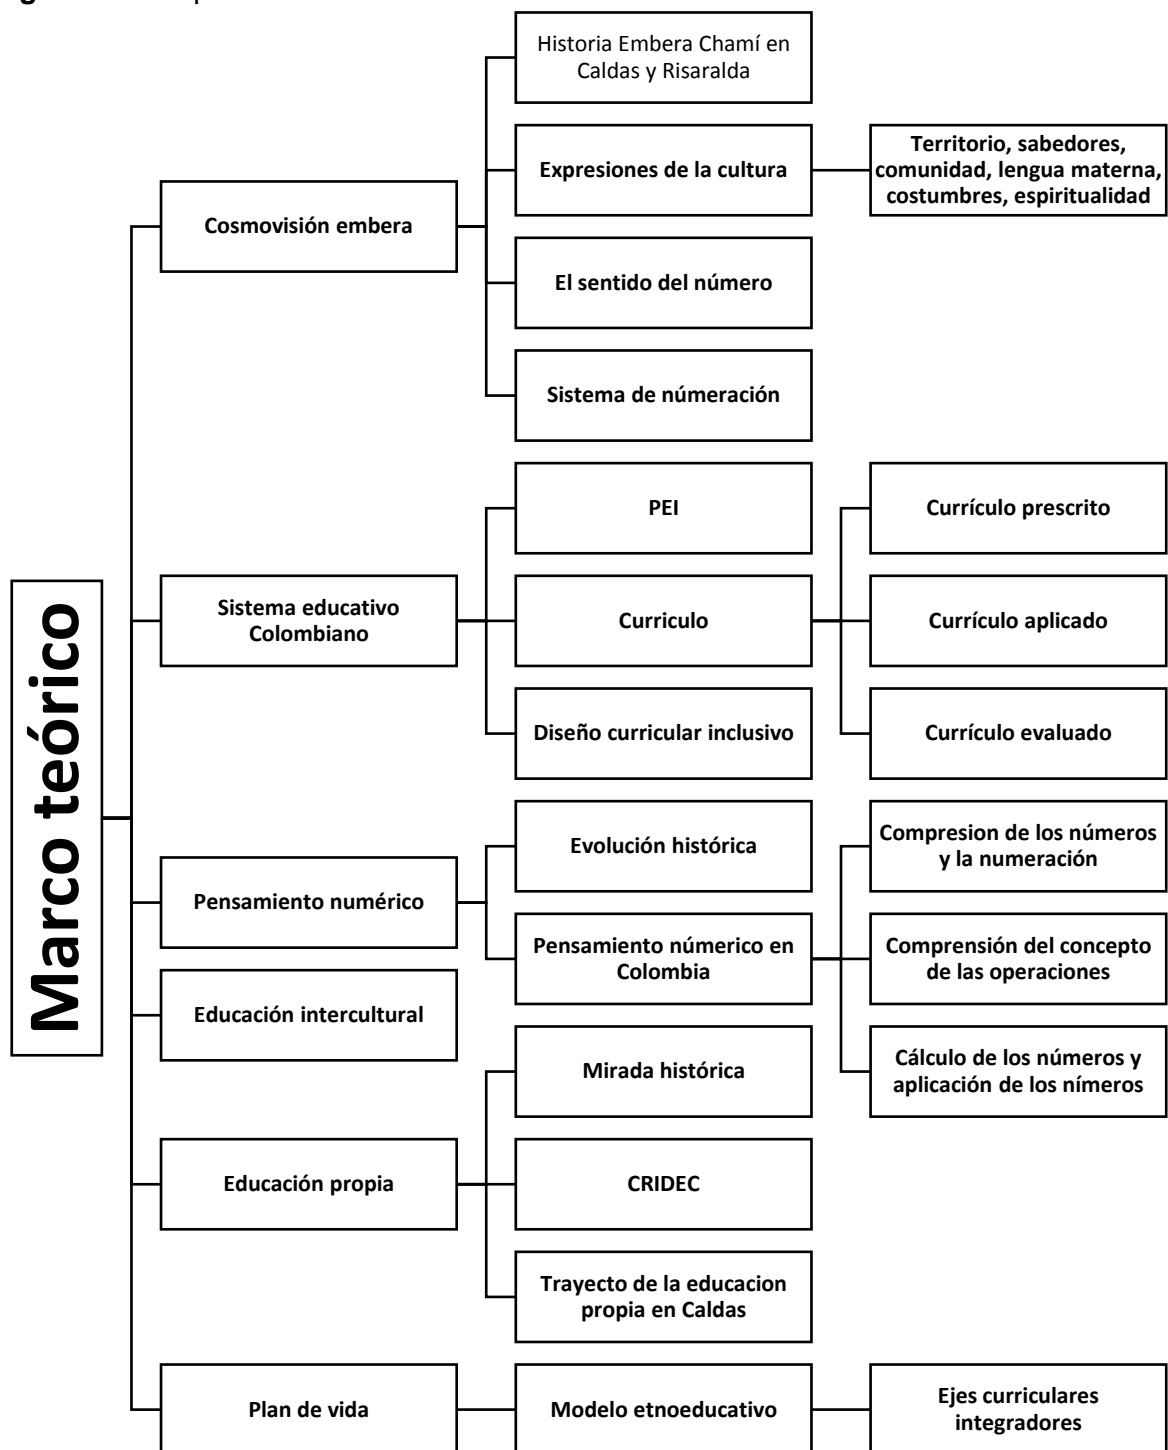 Marco teórico
Cosmovisión embera
Historia Embera Chamí en
Caldas y Risaralda
Expresiones de la cultura
Territorio, sabedores,
comunidad, lengua materna,
costumbres, espiritualidad
El sentido del número
Sistema de númeración
Sistema educativo
Colombiano
PEI
Curriculo
Currículo prescrito
Currículo aplicado
Currículo evaluado
Diseño curricular inclusivo
Pensamiento numérico
Evolución histórica
Pensamiento númerico en
Colombia
Compresion de los números
y la numeración
Comprensión del concepto
de las operaciones
Cálculo de los números y
aplicación de los nímeros
Educación intercultural
Educación propia
Mirada histórica
CRIDEC
Trayecto de la educacion
propia en Caldas
Plan de vida
Modelo etnoeducativo
Ejes curriculares
integradores